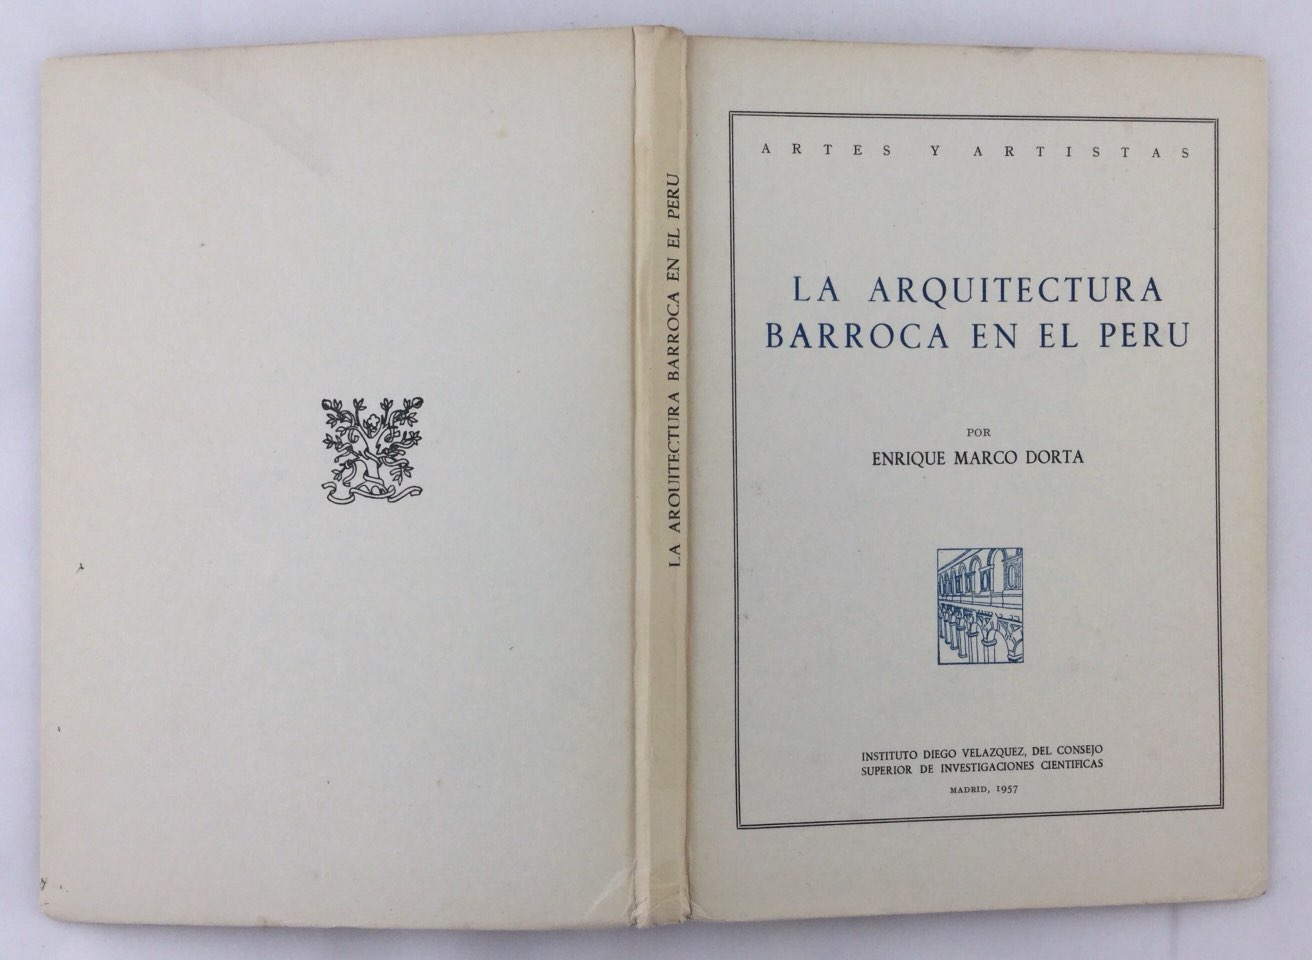 LA ARQUITECTURA BARROCA EN EL PERU
ARTES Y ARTISTAS
LA ARQUITECTURA
BARROCA EN EL PERU
POR
ENRIQUE MARCO DORTA
INSTITUTO DIEGO VELAZQUEZ, DEL CONSEJO
SUPERIOR DE INVESTIGACIONES CIENTIFICAS
MADRID, 1957